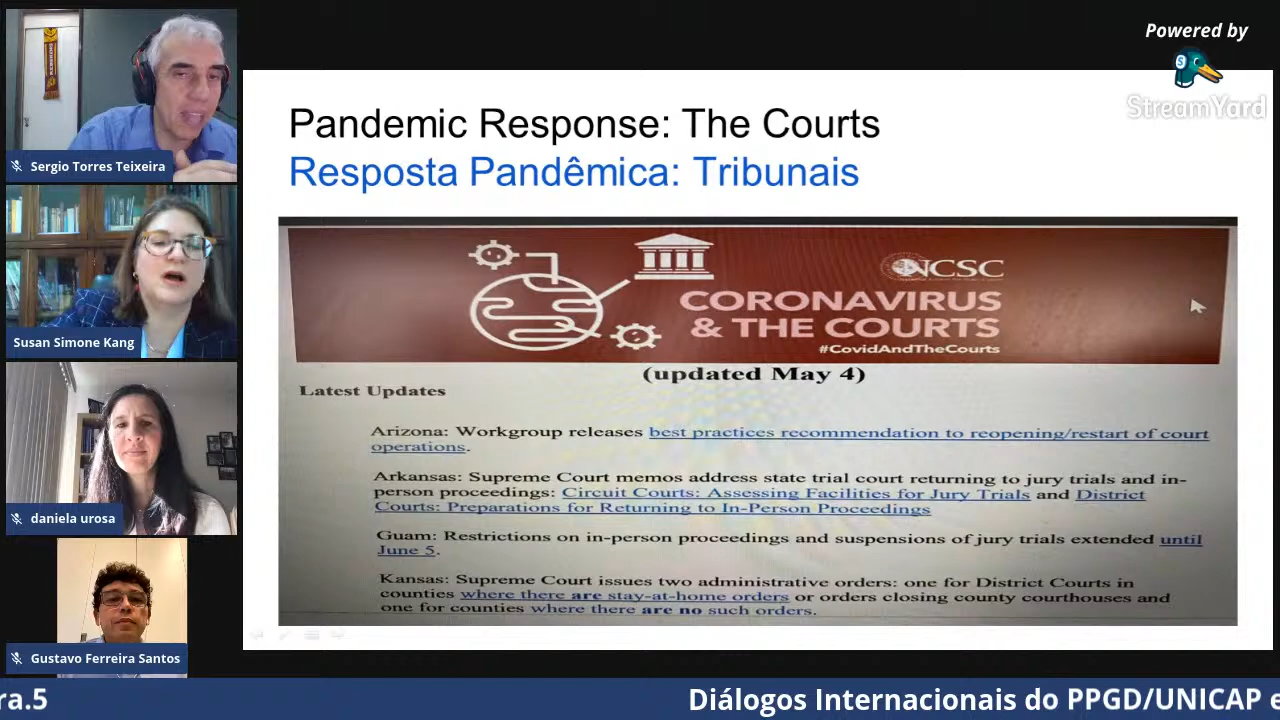 Powered by
StreamYard
Sergio Torres Teixeira
Susan Simone Kang
daniela urosa
Gustavo Ferreira Santos
Pandemic Response: The Courts
Resposta Pandêmica: Tribunais
NCSC
CORONAVIRUS
& THE COURTS
#CovidAndTheCourts
(updated May 4)
Latest Updates
Arizona: Workgroup releases best practices recommendation to reopening/restart of court
operations.
Arkansas: Supreme Court memos address state trial court returning to jury trials and in-
person proceedings: Circuit Courts: Assessing Facilities for Jury Trials and District
Courts: Preparations for Returning to In-Person Proceedings
Guam: Restrictions on in-person proceedings and suspensions of jury trials extended until
June 5.
Kansas: Supreme Court issues two administrative orders: one for District Courts in
counties where there are stay-at-home orders or orders closing county courthouses and
one for counties where there are no such orders.
ra.5 Diálogos Internacionais do PPGD/UNICAP e